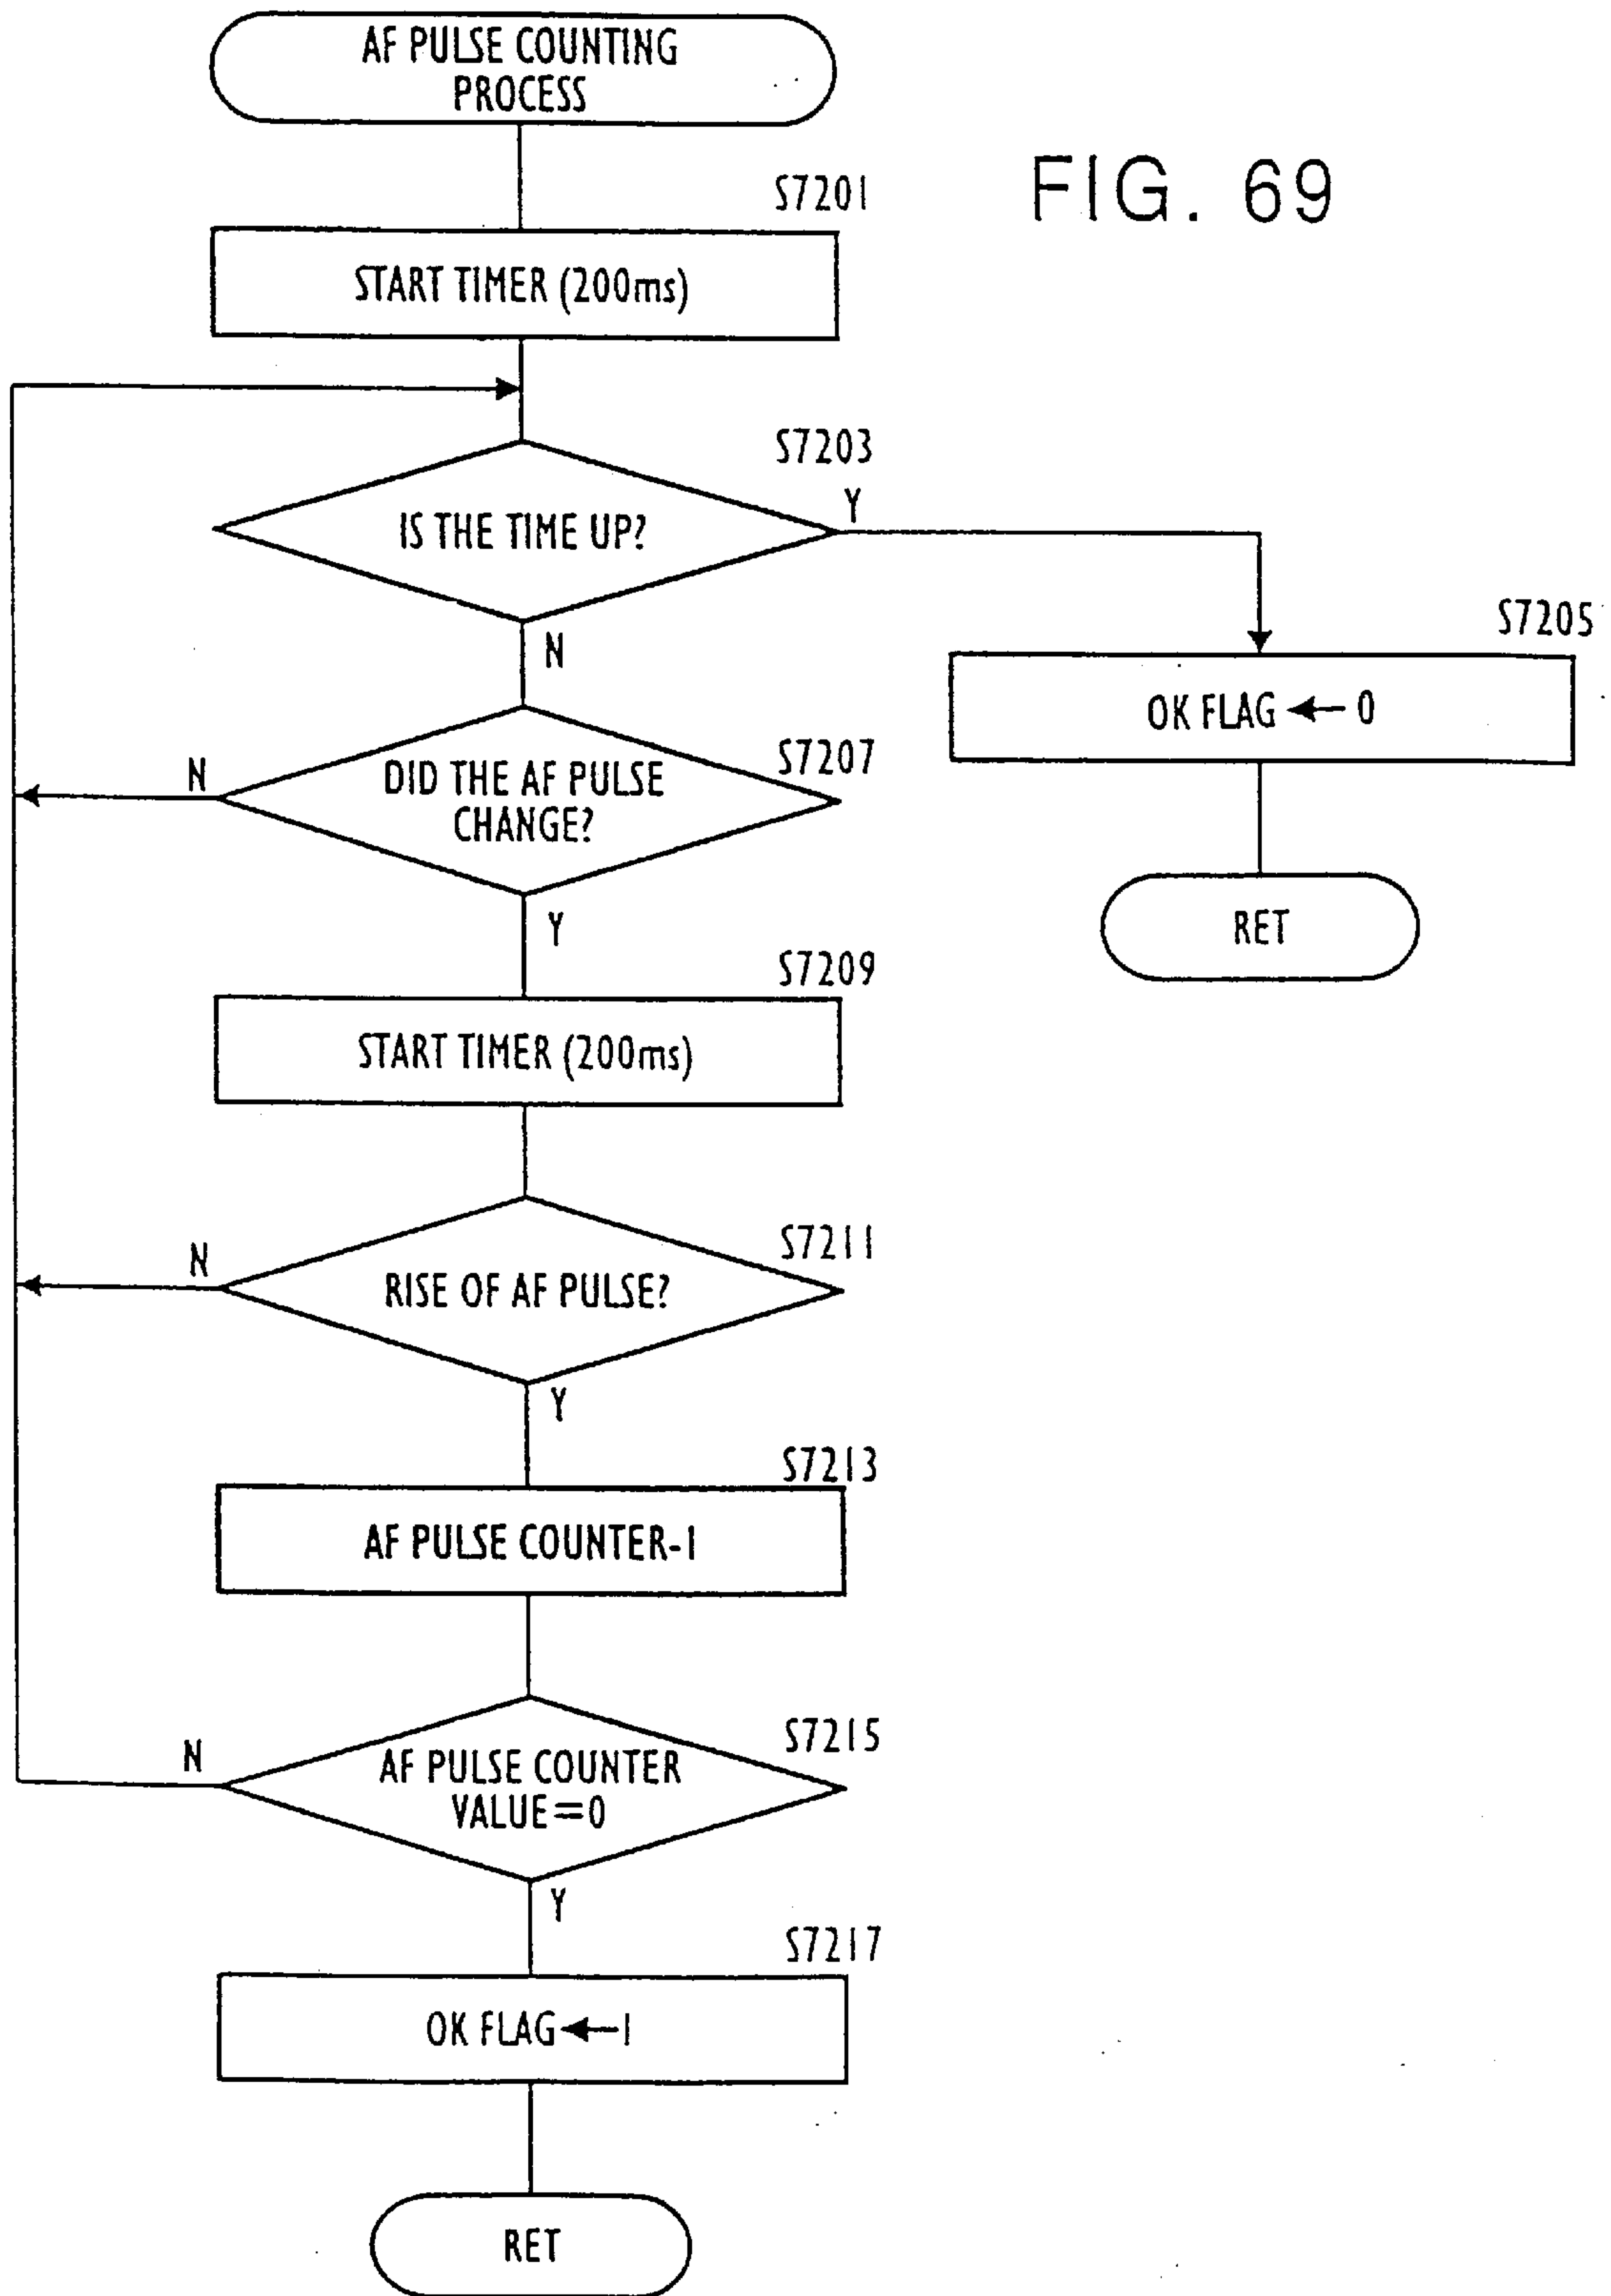 AF PULSE COUNTING
PROCESS
FIG. 69
S7201
START TIMER (200ms)
S7203
IS THE TIME UP?
Y
N
S7205
OK FLAG ← 0
RET
S7207
DID THE AF PULSE
CHANGE?
N
Y
S7209
START TIMER (200ms)
S7211
RISE OF AF PULSE?
N
Y
S7213
AF PULSE COUNTER-1
S7215
AF PULSE COUNTER
VALUE=0
N
Y
S7217
OK FLAG←1
RET